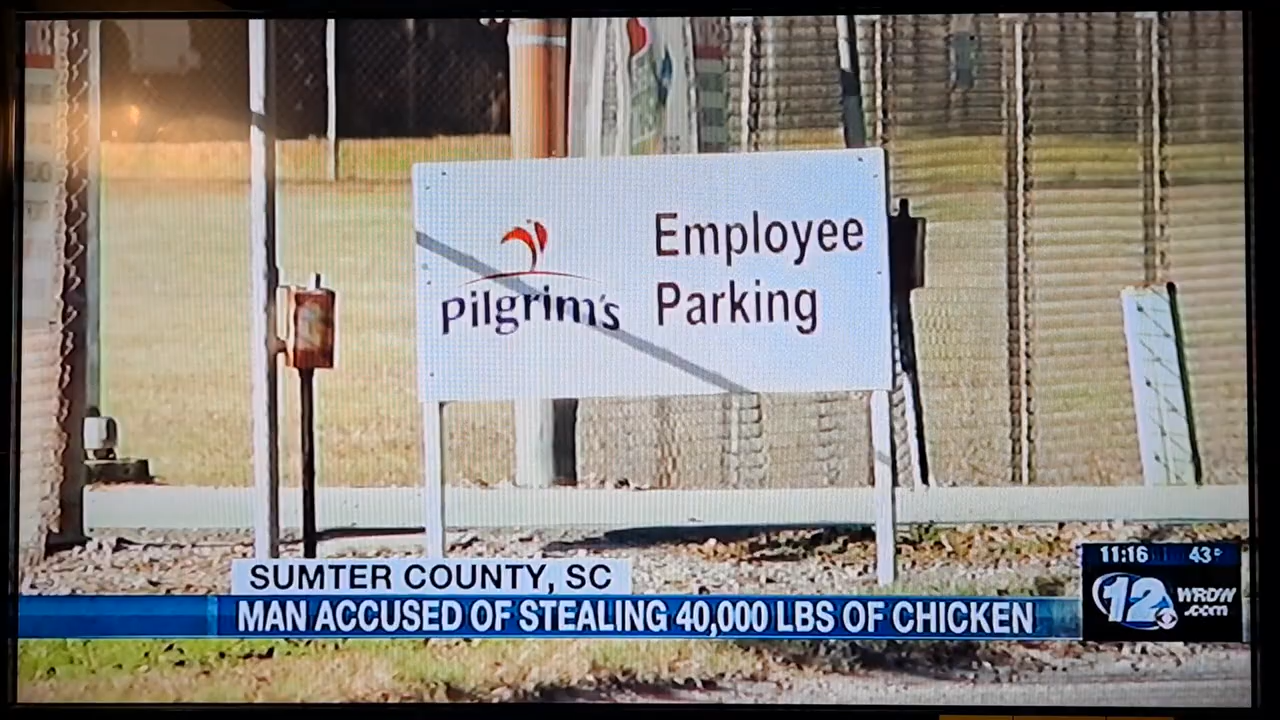 Employee
Parking
Pilgrim's
SUMTER COUNTY, SC
MAN ACCUSED OF STEALING 40,000 LBS OF CHICKEN
11:16 43°
12 WRDW
.com